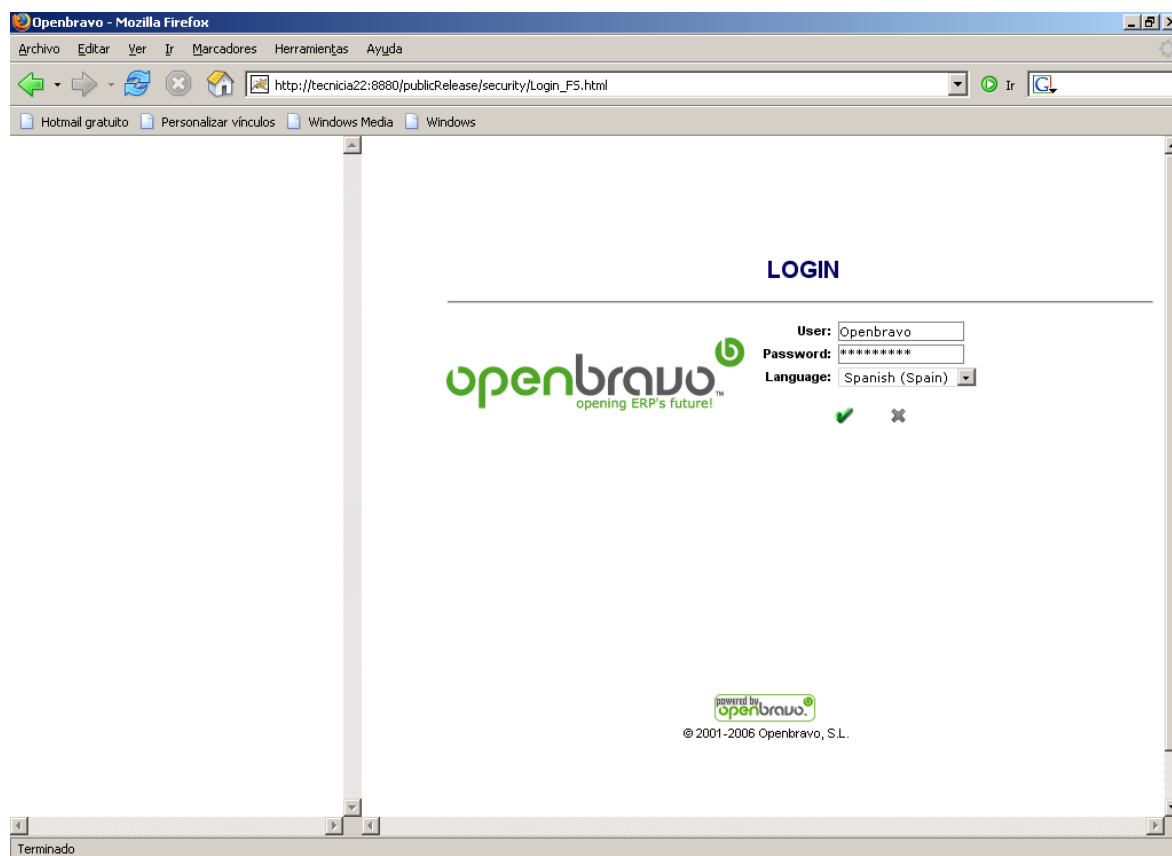 Openbravo - Mozilla Firefox
Archivo Editar Ver Ir Marcadores Herramientas Ayuda
http://tecnicia22:8880/publicRelease/security/Login_FS.html Ir G
Hotmail gratuito Personalizar vínculos Windows Media Windows
LOGIN
User: Openbravo
Password: *********
Language: Spanish (Spain)
openbravo™
opening ERP's future!
powered by
openbravo.
© 2001-2006 Openbravo, S.L.
Terminado